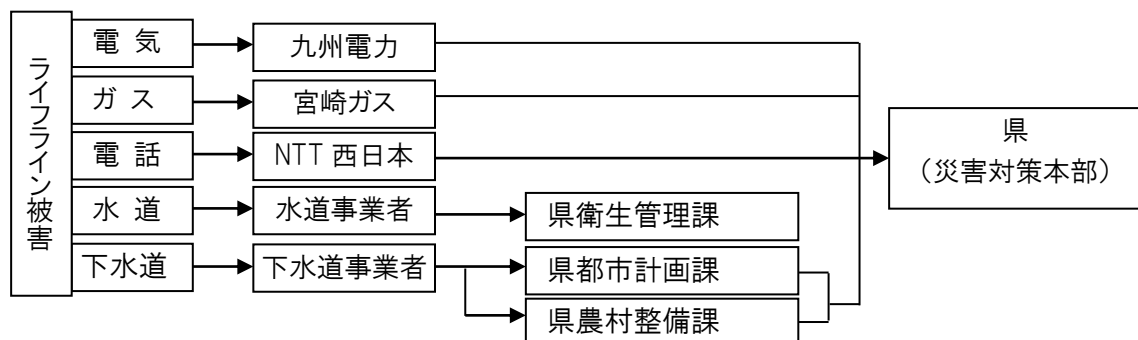 ライフライン被害
電 気
九州電力
ガ ス
宮崎ガス
電 話
NTT 西日本
水 道
水道事業者
県衛生管理課
下水道
下水道事業者
県都市計画課
県農村整備課
県
（災害対策本部）